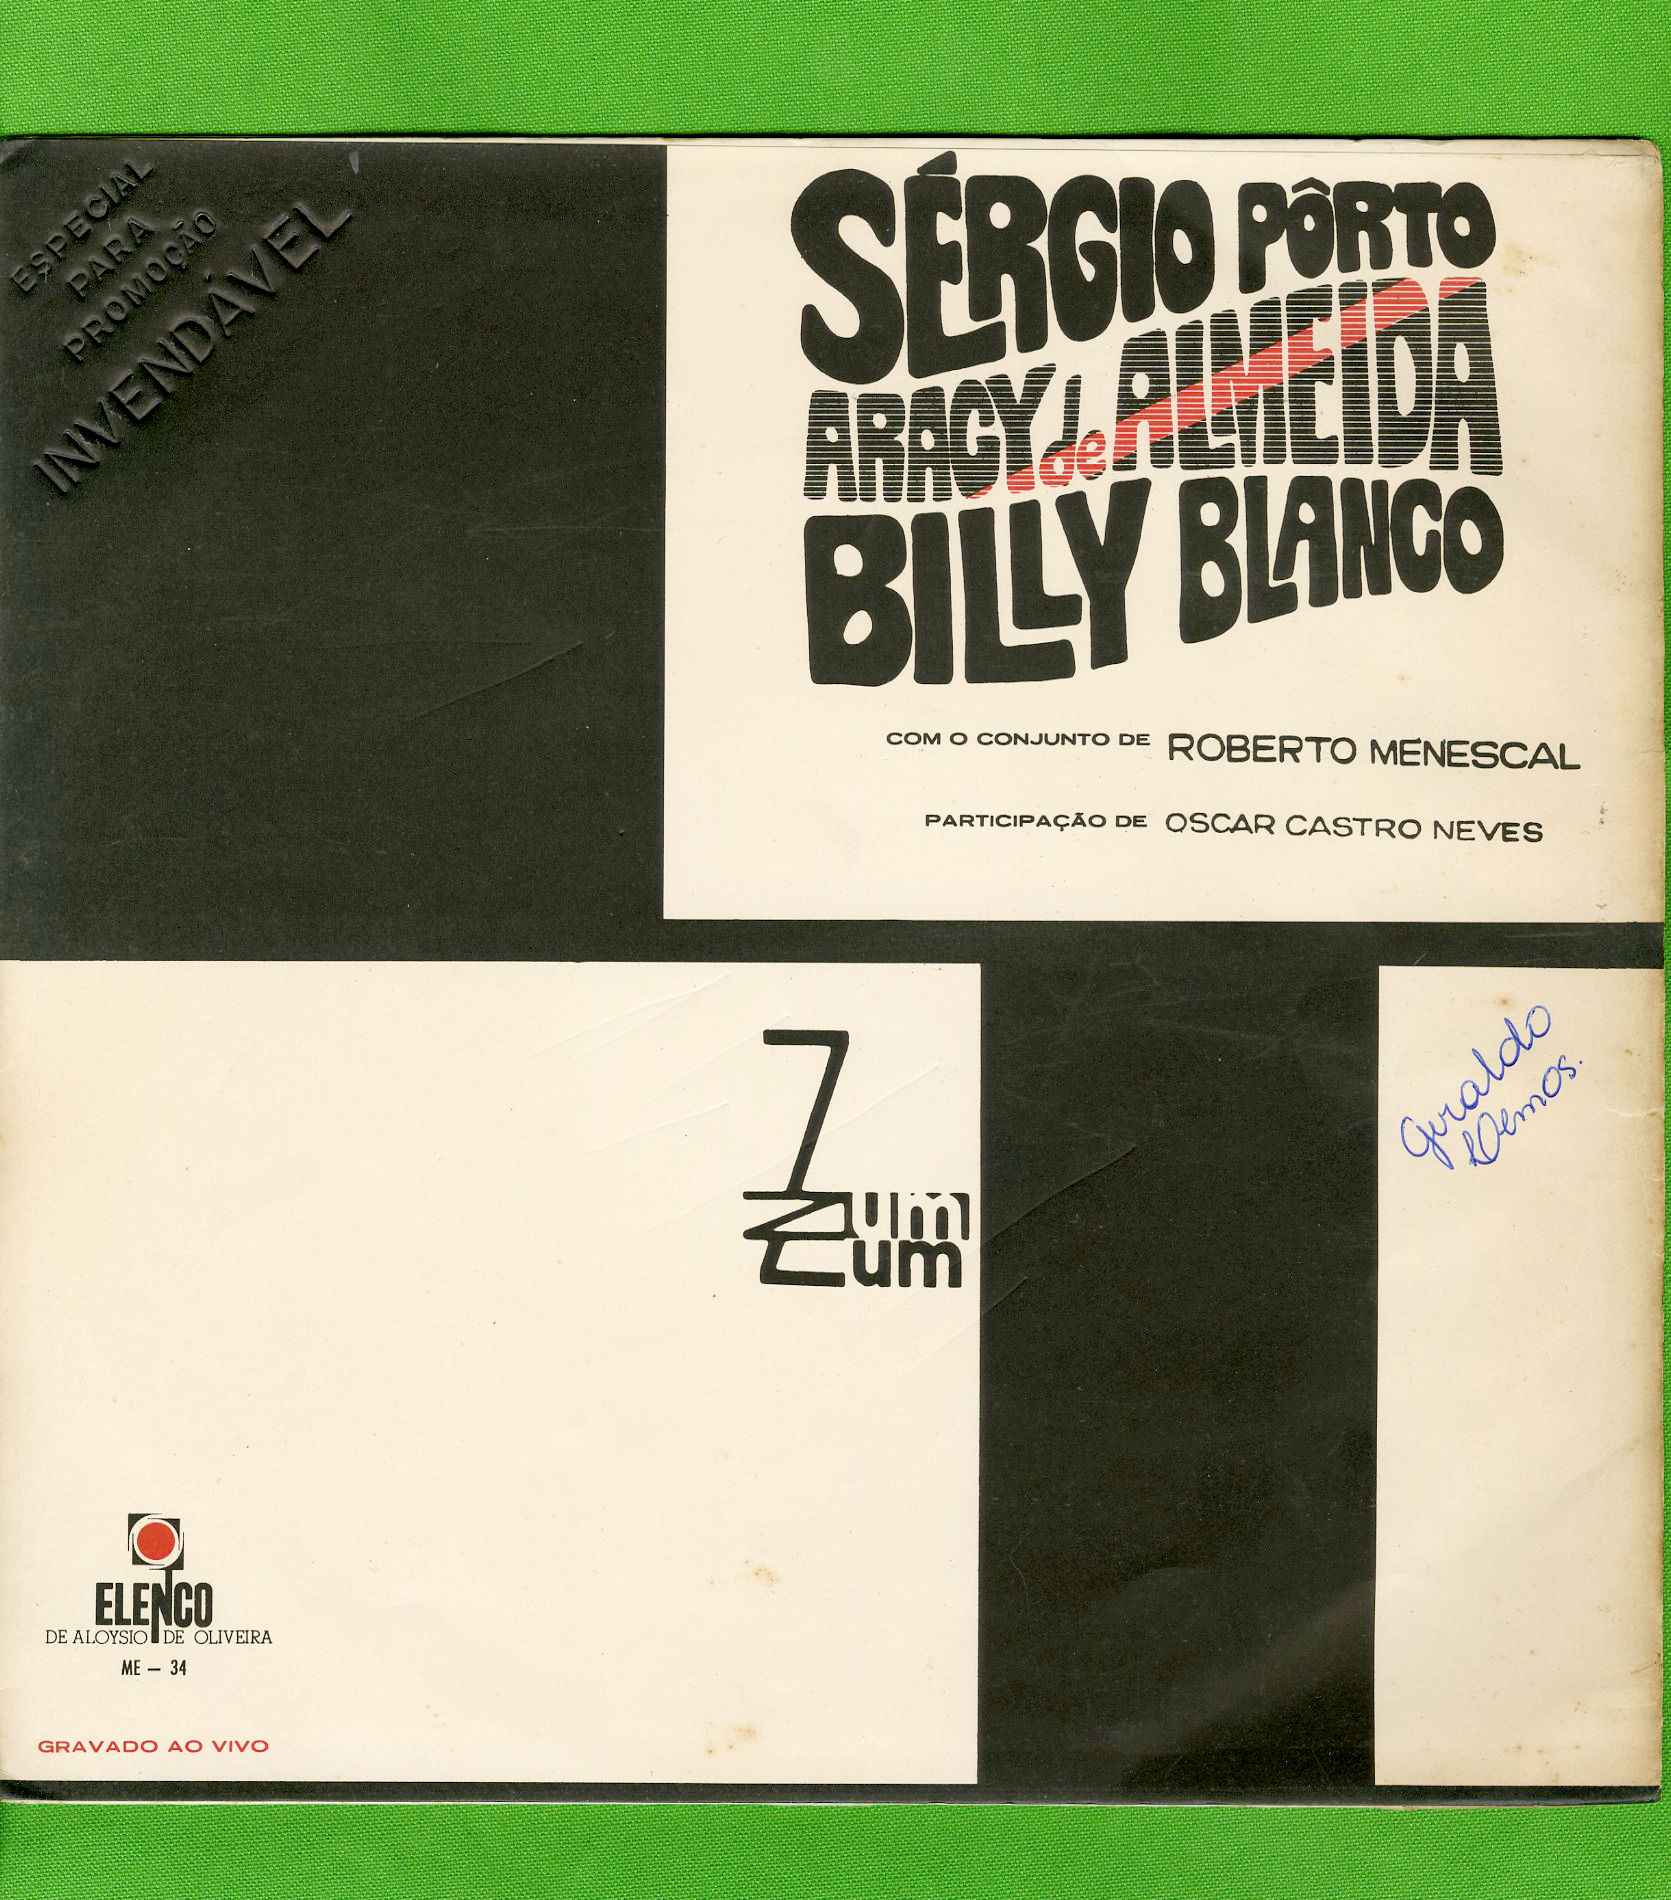 ESPECIAL
PARA
PROMOÇÃO
INVENDÁVEL
SÉRGIO PÔRTO
ARACY de ALMEIDA
BILLY BLANCO
COM O CONJUNTO DE ROBERTO MENESCAL
PARTICIPAÇÃO DE OSCAR CASTRO NEVES
Zum
Zum
Geraldo
Lemos.
ELENCO
DE ALOYSIO DE OLIVEIRA
ME — 34
GRAVADO AO VIVO